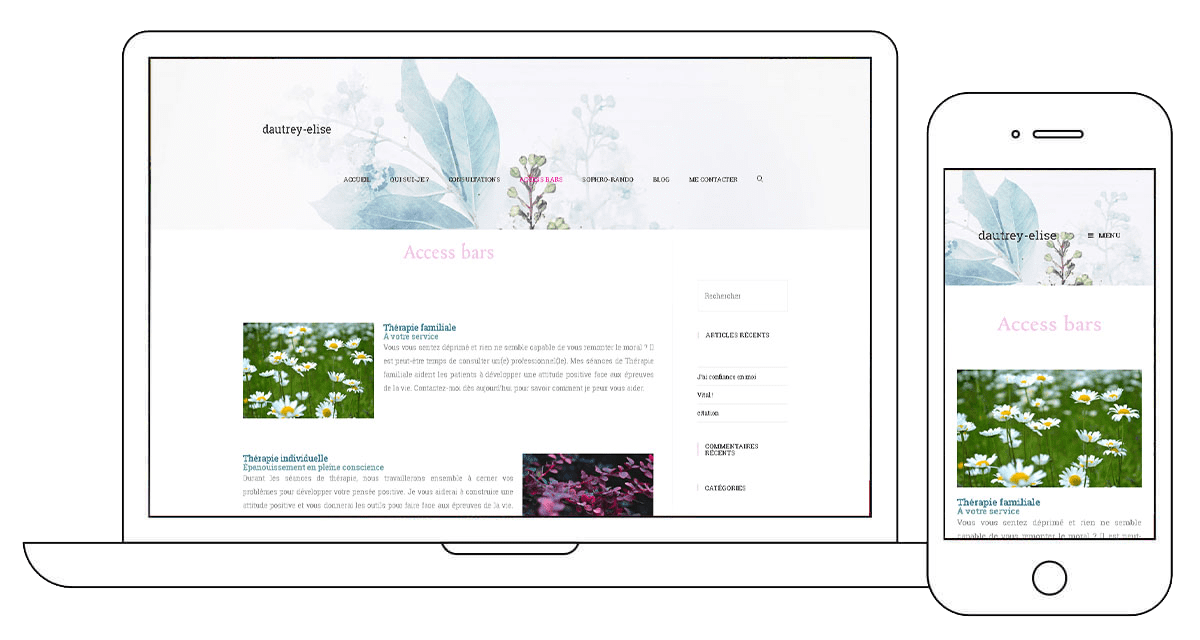 dautrey-elise
ACCUEIL QUI SUI-JE ? CONSULTATIONS ACCESS BARS SOPHRO-RANDO BLOG ME CONTACTER
Access bars
Thérapie familiale
A votre service
Vous vous sentez déprimé et rien ne semble capable de vous remonter le moral ? Il
est peut-être temps de consulter un(e) professionnel(le). Mes séances de Thérapie
familiale aident les patients à développer une attitude positive face aux épreuves
de la vie. Contactez-moi dès aujourd'hui, pour savoir comment je peux vous aider.
Thérapie individuelle
Epanouissement en pleine conscience
Durant les séances de thérapie, nous travaillerons ensemble à cerner vos
problèmes pour développer votre pensée positive. Je vous aiderai à construire une
attitude positive et vous donnerai les outils pour faire face aux épreuves de la vie.
Rechercher
ARTICLES RÉCENTS
J'ai confiance en moi
Vital !
citation
COMMENTAIRES
RÉCENTS
CATÉGORIES
dautrey-elise MENU
Access bars
Thérapie familiale
A votre service
Vous vous sentez déprimé et rien ne semble
capable de vous remonter le moral ? Il est peut-